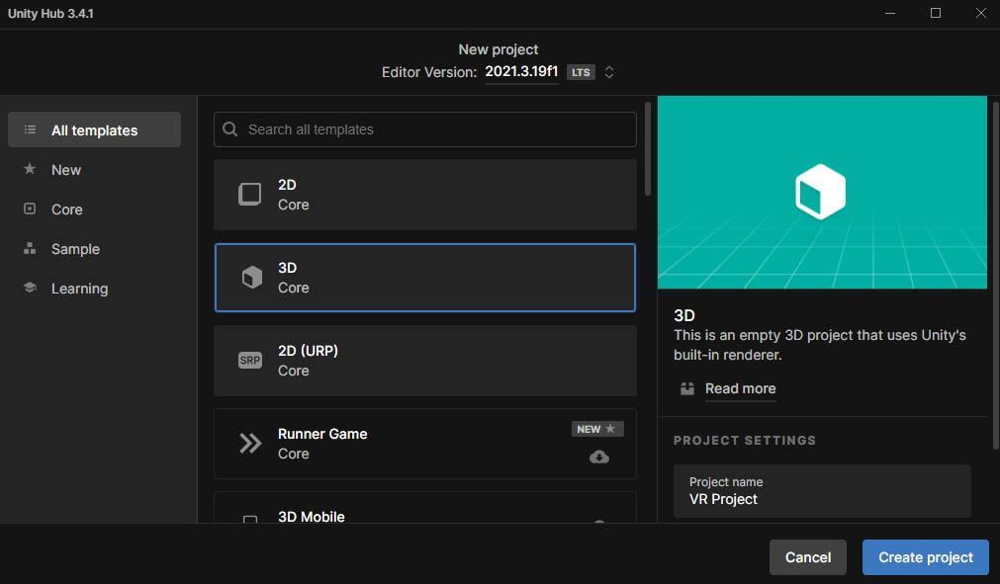 Unity Hub 3.4.1
New project
Editor Version: 2021.3.19f1 LTS
All templates
New
Core
Sample
Learning
Search all templates
2D
Core
3D
Core
SRP
2D (URP)
Core
Runner Game
Core
NEW
3D Mobile
3D
This is an empty 3D project that uses Unity's
built-in renderer.
Read more
PROJECT SETTINGS
Project name
VR Project
Cancel
Create project